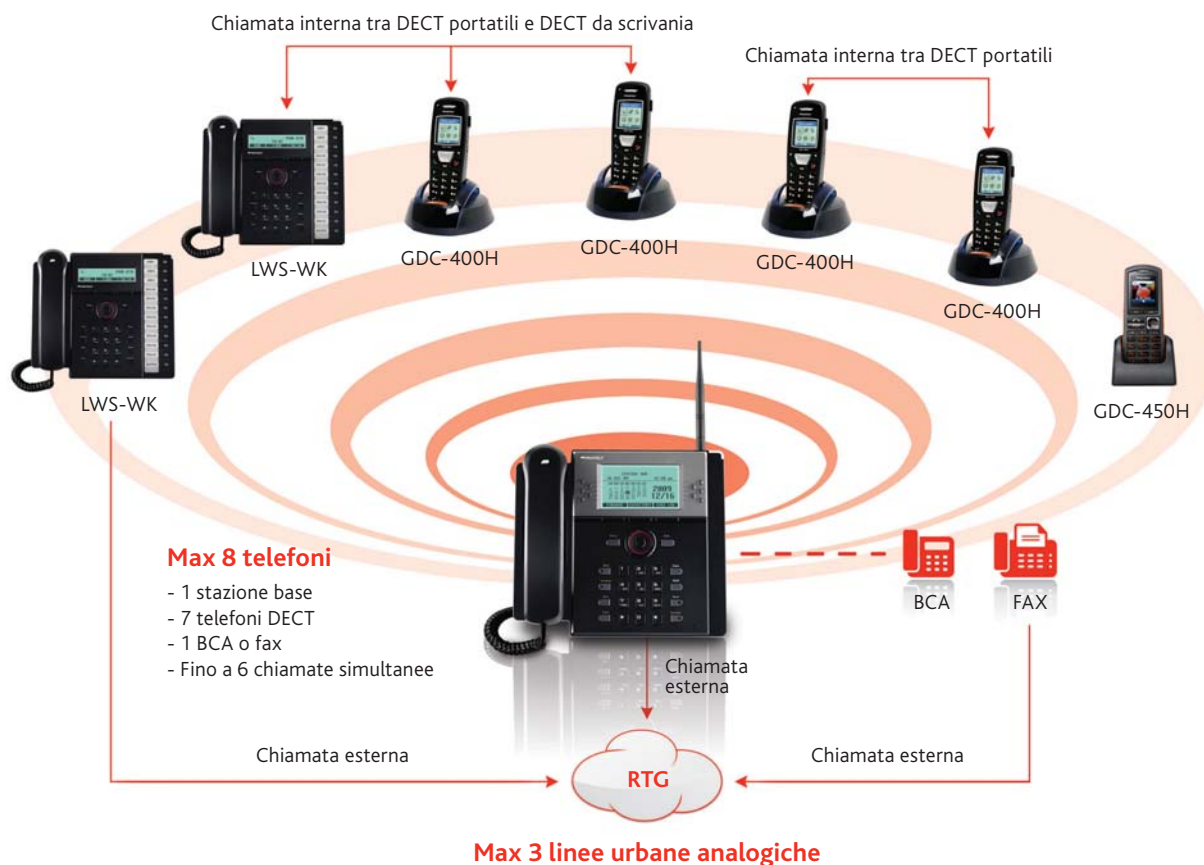 Chiamata interna tra DECT portatili e DECT da scrivania
Chiamata interna tra DECT portatili
LWS-WK
GDC-400H
GDC-400H
GDC-400H
GDC-400H
LWS-WK
GDC-450H
2009
12/16
Max 8 telefoni
- 1 stazione base
- 7 telefoni DECT
- 1 BCA o fax
- Fino a 6 chiamate simultanee
BCA
FAX
Chiamata
esterna
Chiamata esterna
RTG
Chiamata esterna
Max 3 linee urbane analogiche